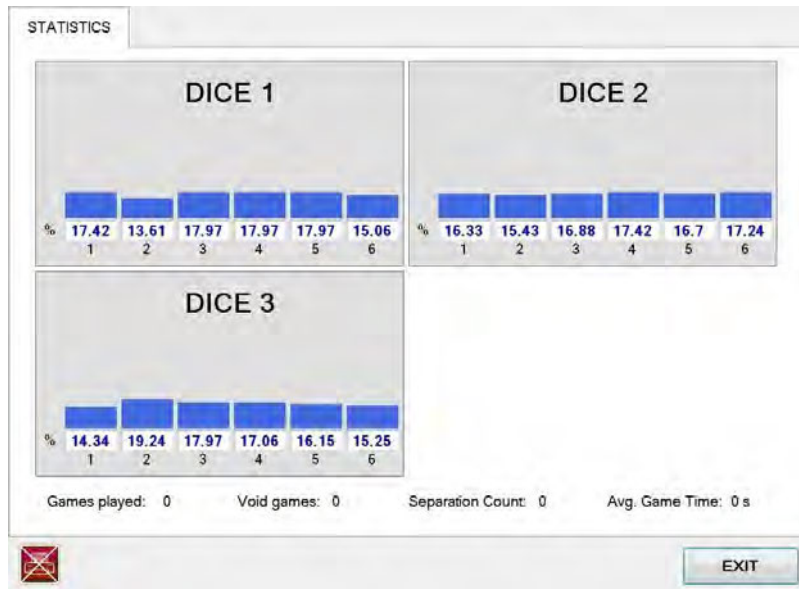 STATISTICS
DICE 1
% 17.42 13.61 17.97 17.97 17.97 15.06
1 2 3 4 5 6
DICE 2
% 16.33 15.43 16.88 17.42 16.7 17.24
1 2 3 4 5 6
DICE 3
% 14.34 19.24 17.97 17.06 16.15 15.25
1 2 3 4 5 6
Games played: 0 Void games: 0 Separation Count: 0 Avg. Game Time: 0 s
EXIT